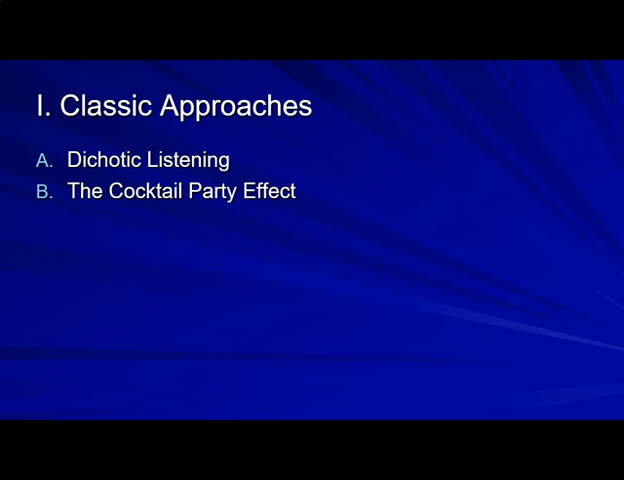 I. Classic Approaches
A. Dichotic Listening
B. The Cocktail Party Effect